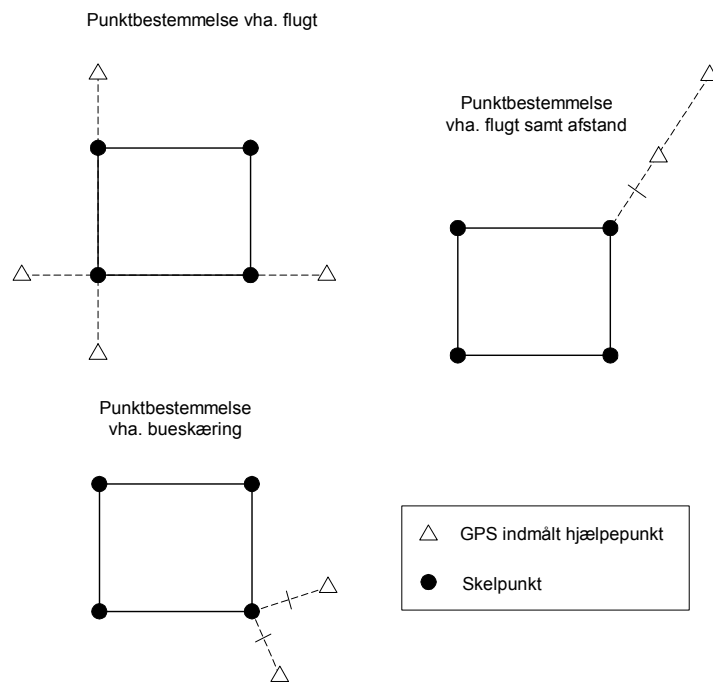 Punktbestemmelse vha. flugt
Punktbestemmelse
vha. flugt samt afstand
Punktbestemmelse
vha. bueskæring
GPS indmålt hjælpepunkt
Skelpunkt